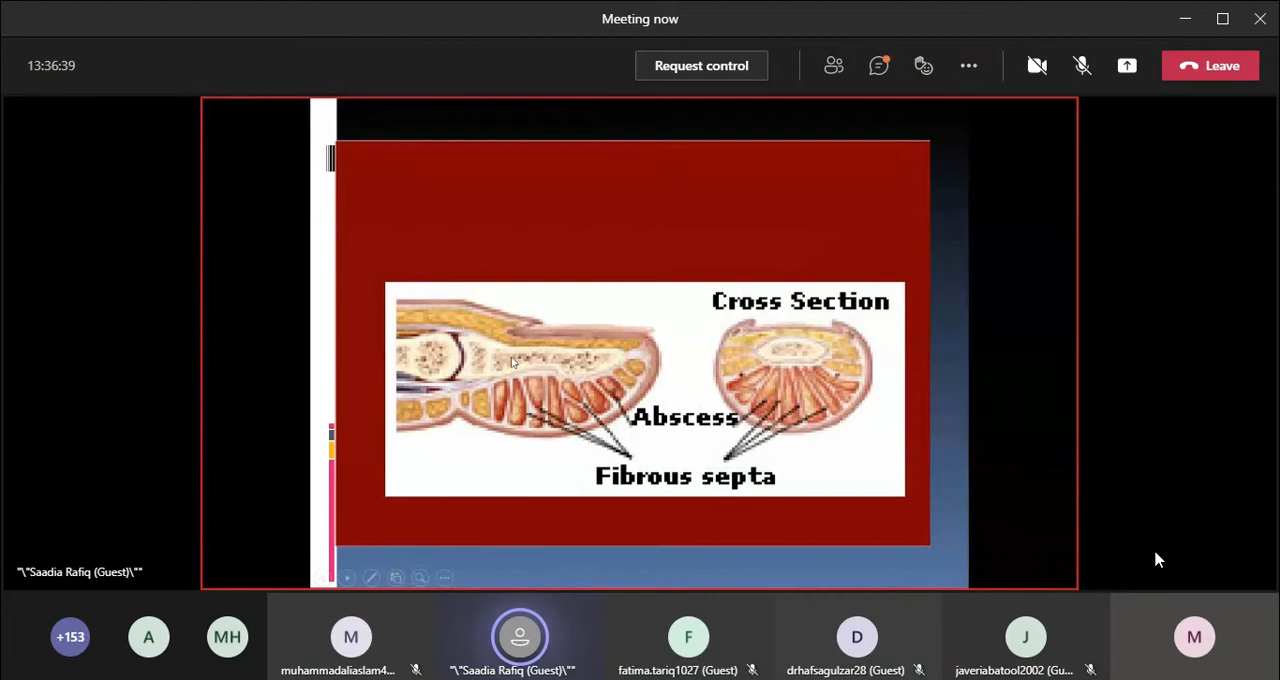 Meeting now
13:36:39
Request control
Leave
Cross Section
Abscess
Fibrous septa
"\"Saadia Rafiq (Guest)\""
+153
A
MH
M
F
D
J
M
muhammadaliaslam4...
"\"Saadia Rafiq (Guest)\""
fatima.tariq1027 (Guest)
drhafsagulzar28 (Guest)
javeriabatool2002 (Gu...